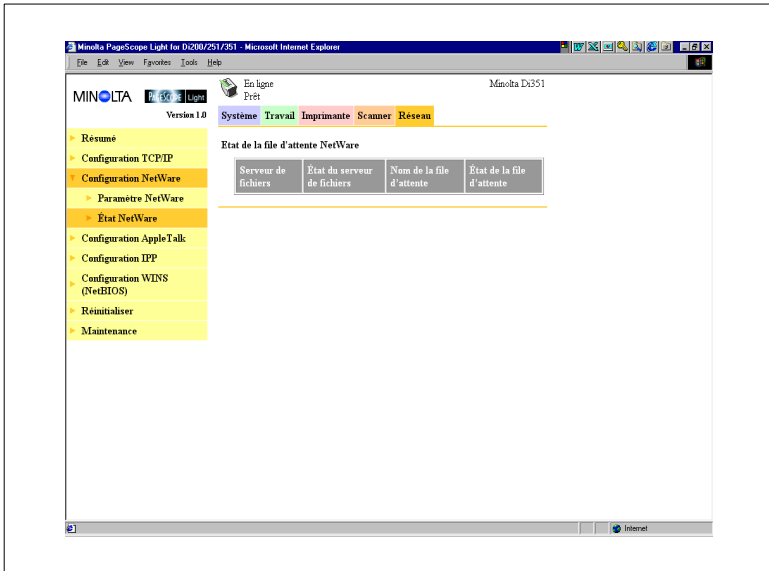 Minolta PageScope Light for Di200/251/351 - Microsoft Internet Explorer
File Edit View Favorites Tools Help
MINOLTA PAGESCOPE Light
Version 1.0
En ligne
Prêt
Minolta Di351
Système Travail Imprimante Scanner Réseau
Résumé
Configuration TCP/IP
Configuration NetWare
Paramètre NetWare
État NetWare
Configuration AppleTalk
Configuration IPP
Configuration WINS
(NetBIOS)
Réinitialiser
Maintenance
Etat de la file d'attente NetWare
Serveur de
fichiers
État du serveur
de fichiers
Nom de la file
d'attente
État de la file
d'attente
Internet